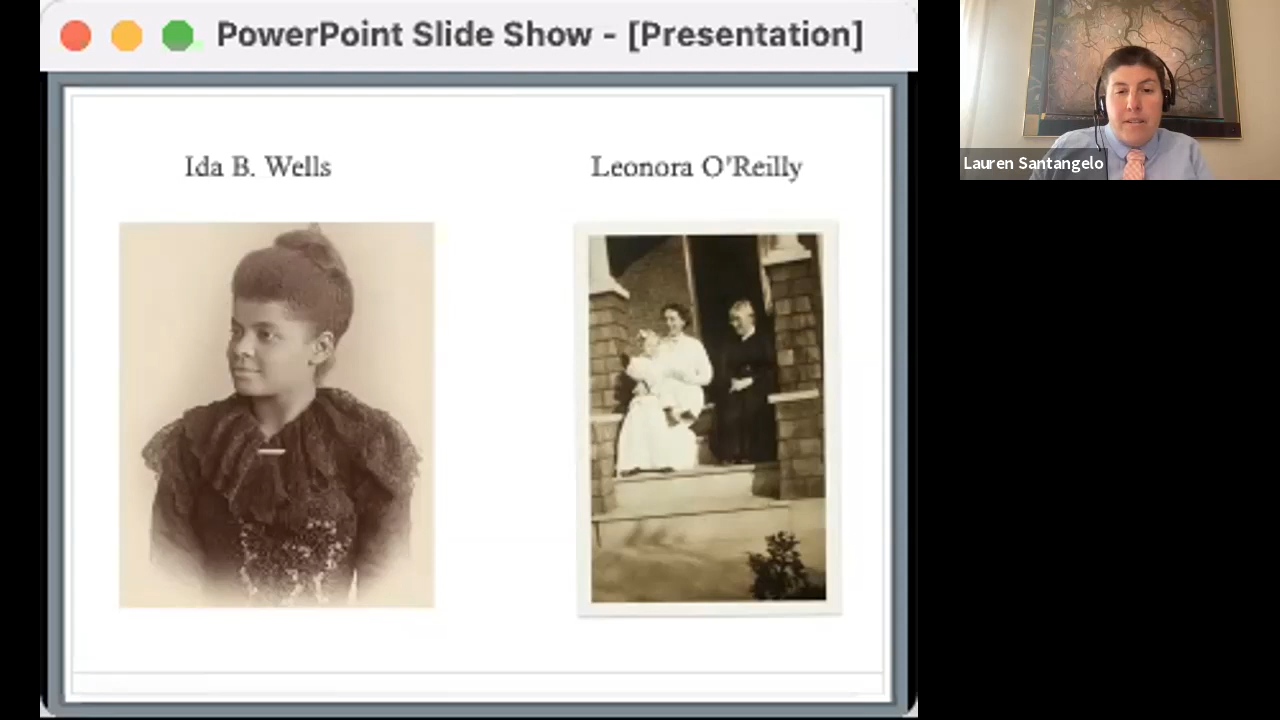 PowerPoint Slide Show - [Presentation]
Ida B. Wells
Leonora O'Reilly
Lauren Santangelo